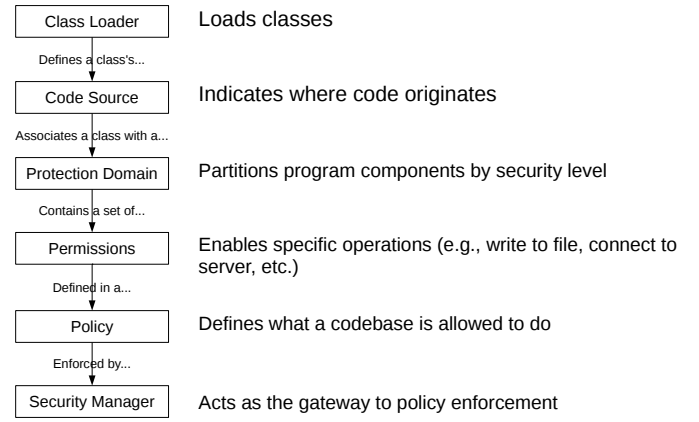 Class Loader
Loads classes
Defines a class's...
Code Source
Indicates where code originates
Associates a class with a...
Protection Domain
Partitions program components by security level
Contains a set of...
Permissions
Enables specific operations (e.g., write to file, connect to
server, etc.)
Defined in a...
Policy
Defines what a codebase is allowed to do
Enforced by...
Security Manager
Acts as the gateway to policy enforcement